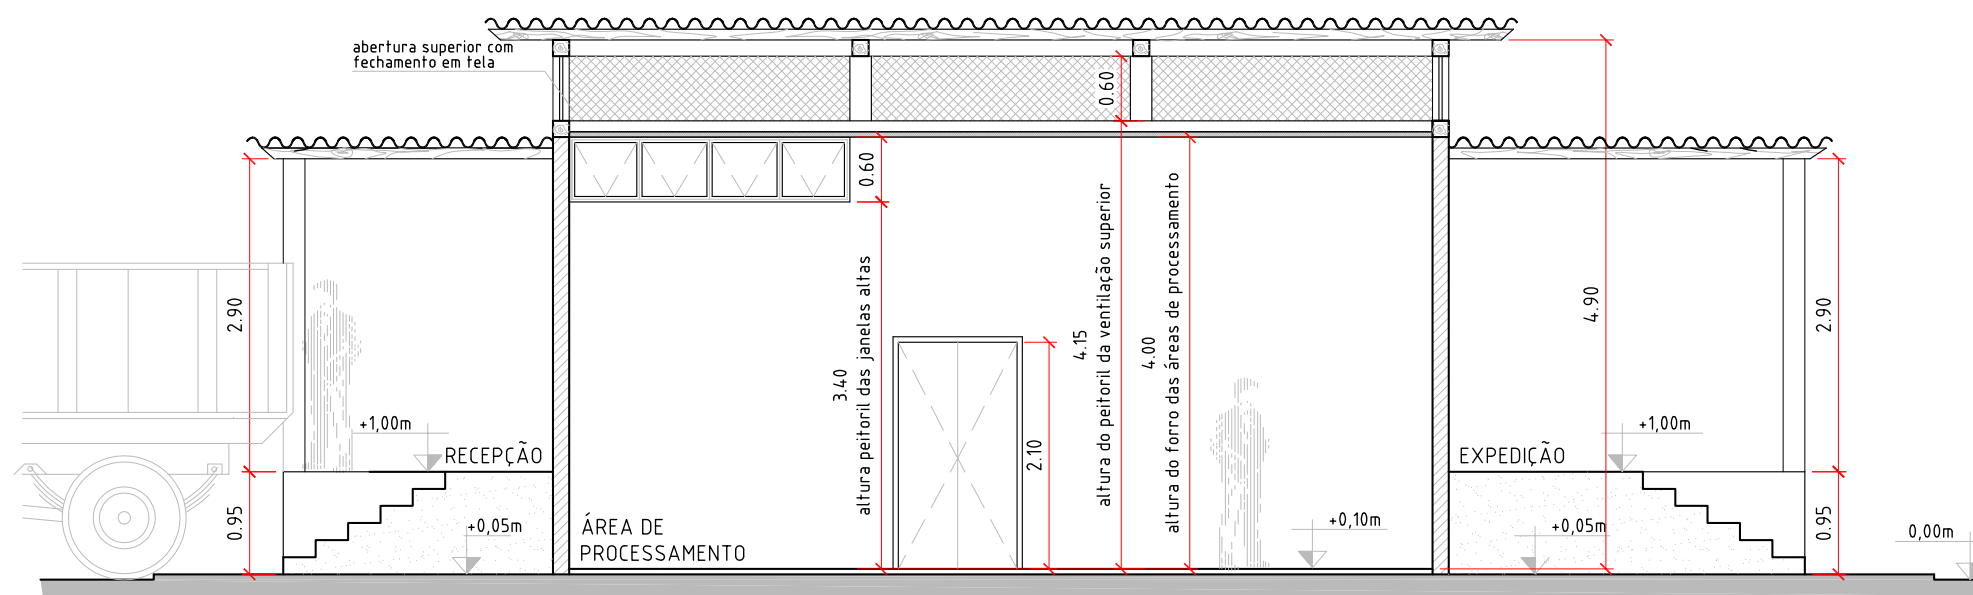 abertura superior com
fechamento em tela
0.60
0.60
2.90
+1,00m
RECEPÇÃO
0.95
+0,05m
ÁREA DE
PROCESSAMENTO
3.40
altura peitoril das janelas altas
2.10
4.15
altura do peitoril da ventilação superior
4.00
altura do forro das áreas de processamento
+0,10m
4.90
EXPEDIÇÃO
+1,00m
+0,05m
2.90
0.95
0,00m